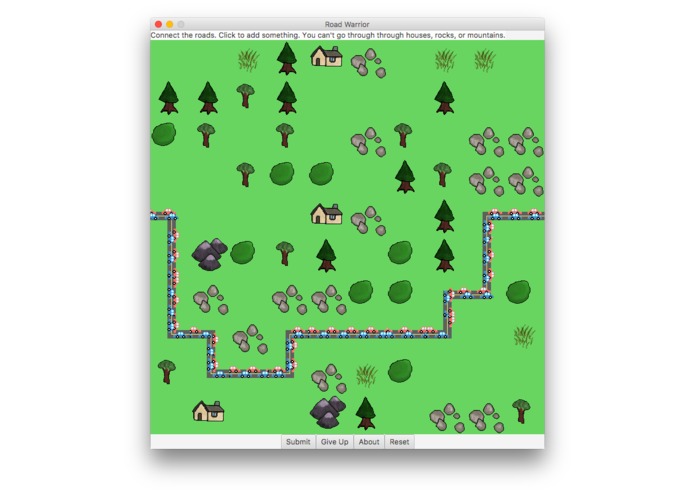 Road Warrior
Connect the roads. Click to add something. You can't go through through houses, rocks, or mountains.
Submit Give Up About Reset